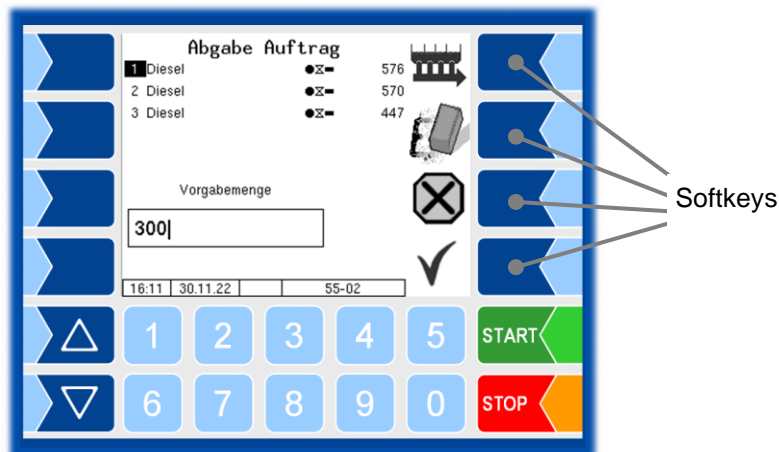 Abgabe Auftrag
1 Diesel 576
2 Diesel 570
3 Diesel 447
Vorgabemenge
300
16:11 30.11.22 55-02
Softkeys
1 2 3 4 5 START
6 7 8 9 0 STOP